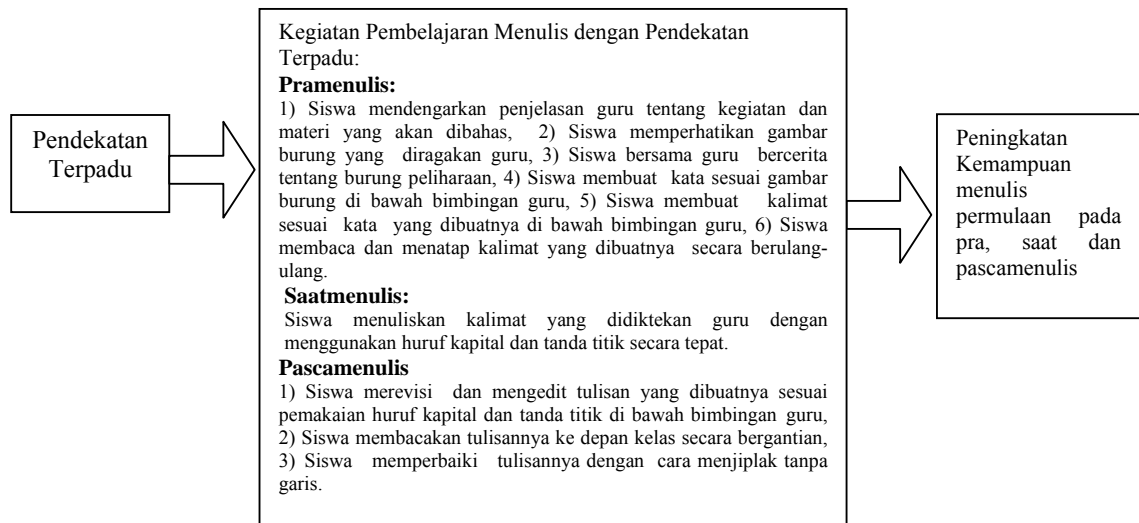 Pendekatan
Terpadu
Kegiatan Pembelajaran Menulis dengan Pendekatan
Terpadu:
Pramenulis:
1) Siswa mendengarkan penjelasan guru tentang kegiatan dan
materi yang akan dibahas, 2) Siswa memperhatikan gambar
burung yang diragakan guru, 3) Siswa bersama guru bercerita
tentang burung peliharaan, 4) Siswa membuat kata sesuai gambar
burung di bawah bimbingan guru, 5) Siswa membuat kalimat
sesuai kata yang dibuatnya di bawah bimbingan guru, 6) Siswa
membaca dan menatap kalimat yang dibuatnya secara berulang-
ulang.
Saatmenulis:
Siswa menuliskan kalimat yang didiktekan guru dengan
menggunakan huruf kapital dan tanda titik secara tepat.
Pascamenulis
1) Siswa merevisi dan mengedit tulisan yang dibuatnya sesuai
pemakaian huruf kapital dan tanda titik di bawah bimbingan guru,
2) Siswa membacakan tulisannya ke depan kelas secara bergantian,
3) Siswa memperbaiki tulisannya dengan cara menjiplak tanpa
garis.
Peningkatan
Kemampuan
menulis
permulaan pada
pra, saat dan
pascamenulis